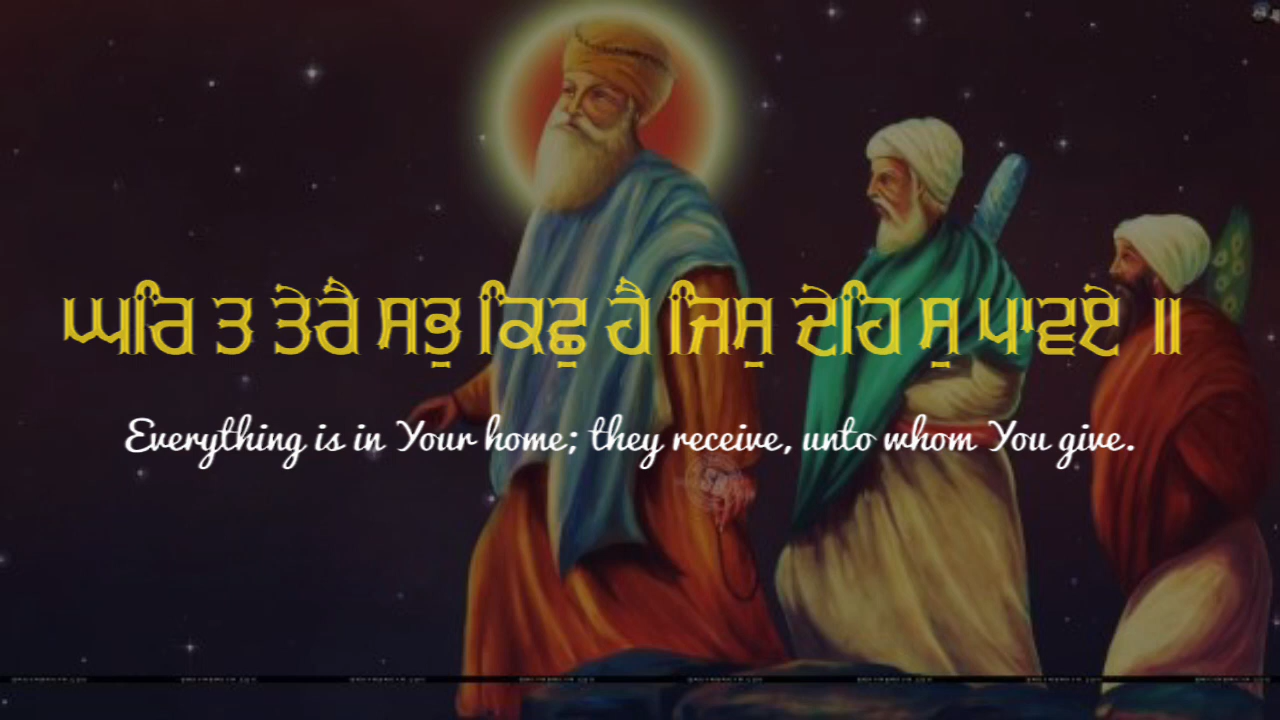 ਘਰਿ ਤ ਤੇਰੈ ਸਭੁ ਕਿਛੁ ਹੈ ਜਿਸੁ ਦੇਹਿ ਸੁ ਪਾਵਏ ॥
Everything is in Your home; they receive, unto whom You give.